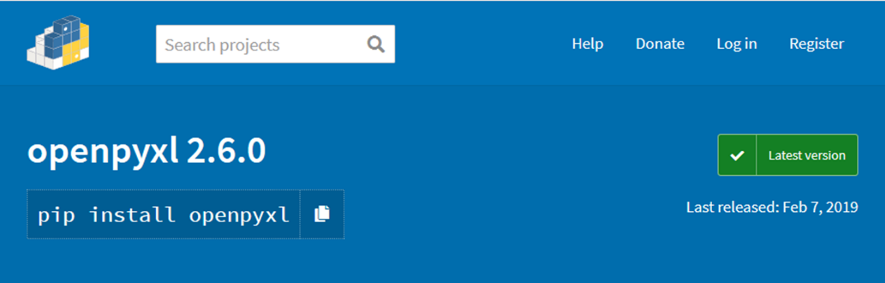 Search projects
Help Donate Log in Register
openpyxl 2.6.0
Latest version
pip install openpyxl
Last released: Feb 7, 2019